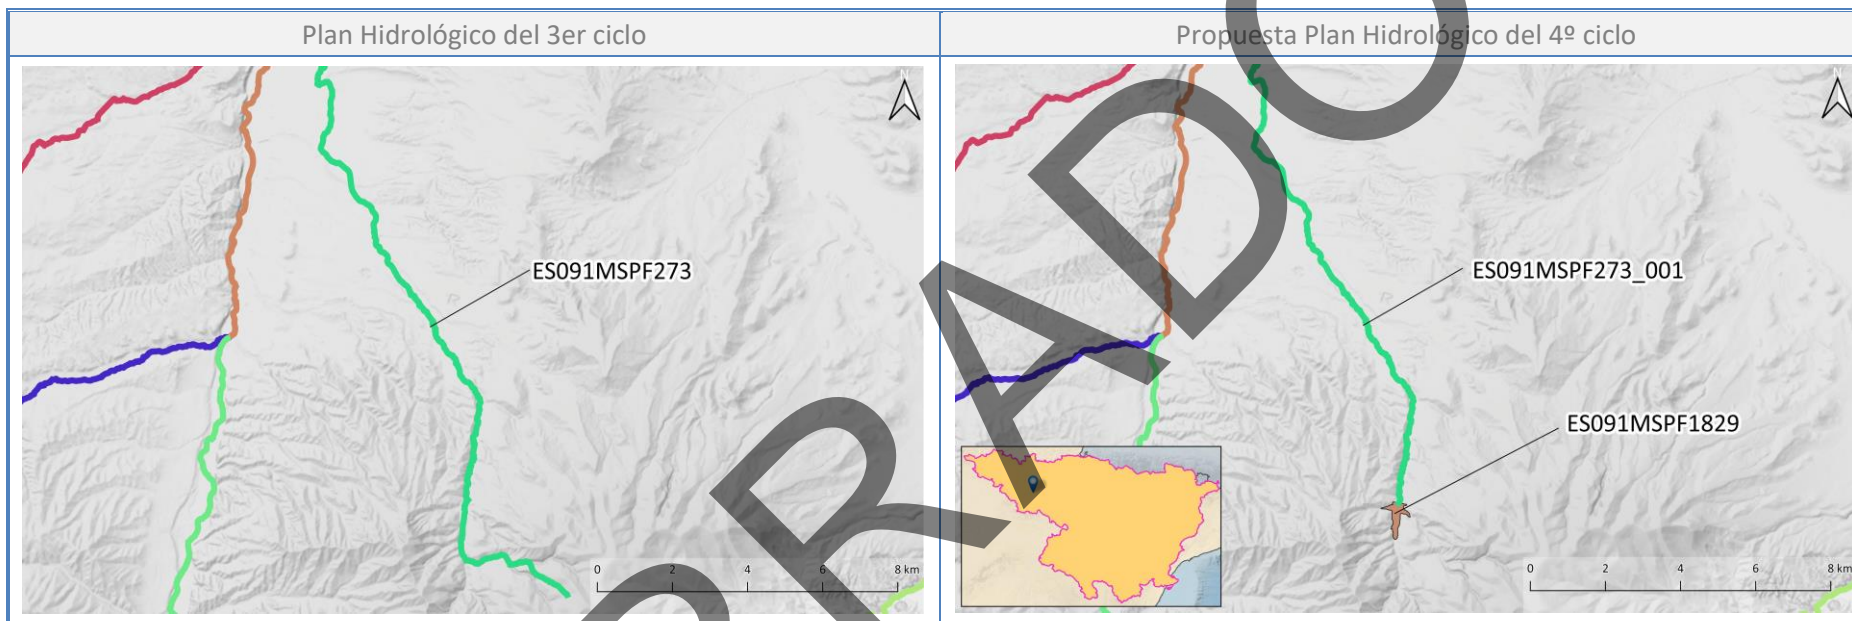 Plan Hidrológico del 3er ciclo
Propuesta Plan Hidrológico del 4º ciclo
N
ES091MSPF273
0 2 4 6 8 km
N
ES091MSPF273_001
ES091MSPF1829
0 2 4 6 8 km
RADO